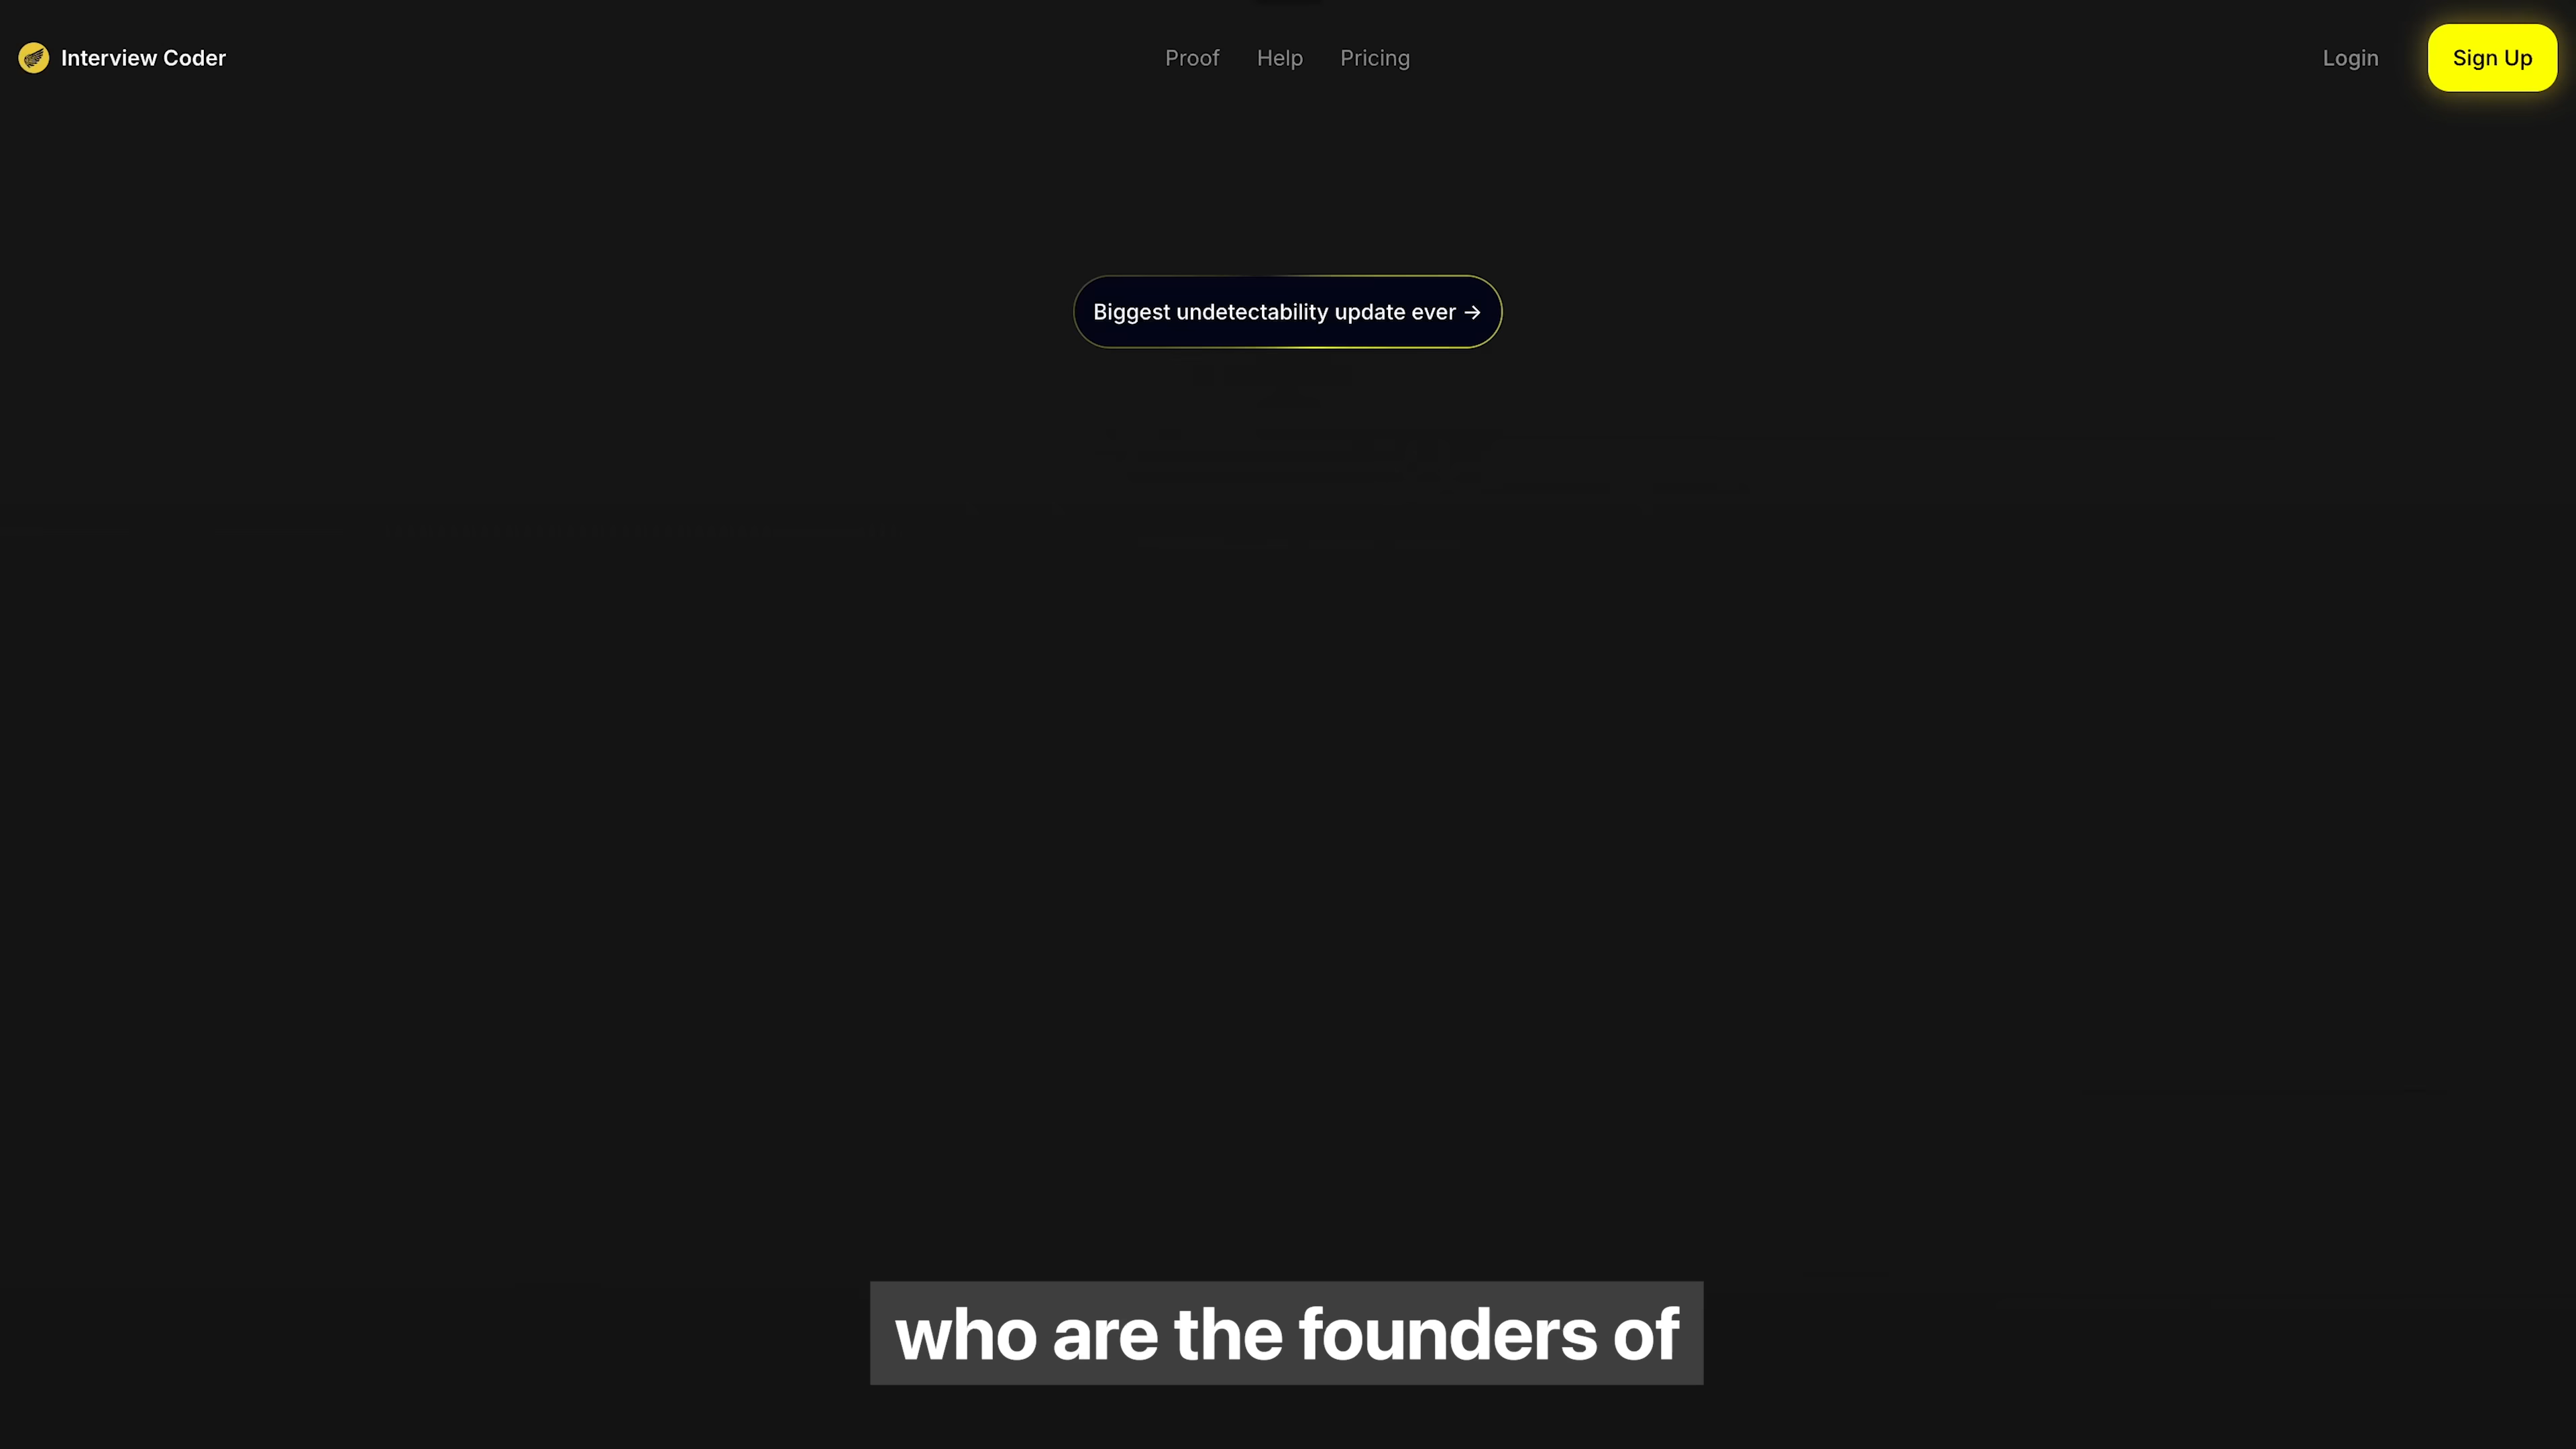 Interview Coder
Proof
Help
Pricing
Login
Sign Up
Biggest undetectability update ever →
who are the founders of